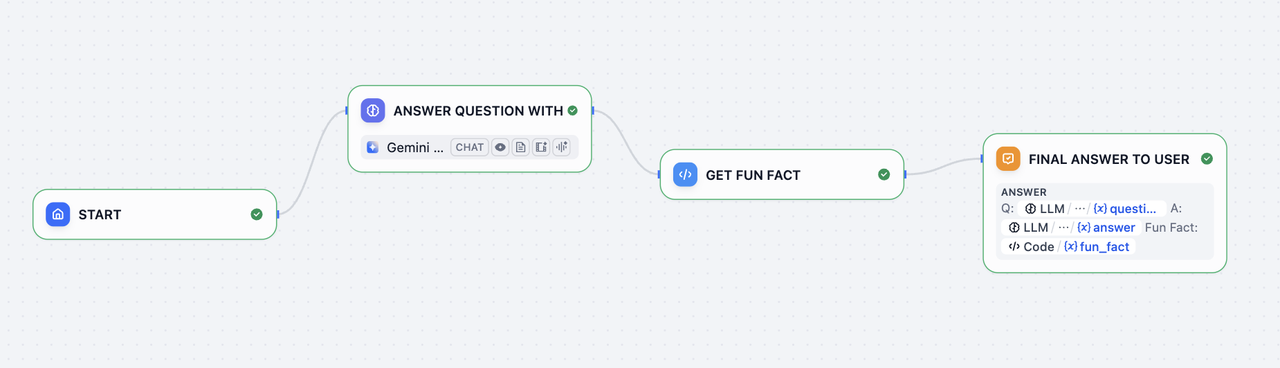 START
ANSWER QUESTION WITH
Gemini ... CHAT
GET FUN FACT
FINAL ANSWER TO USER
ANSWER
Q: LLM / ··· / {x} questi... A:
LLM / ··· / {x} answer Fun Fact:
Code / {x} fun_fact